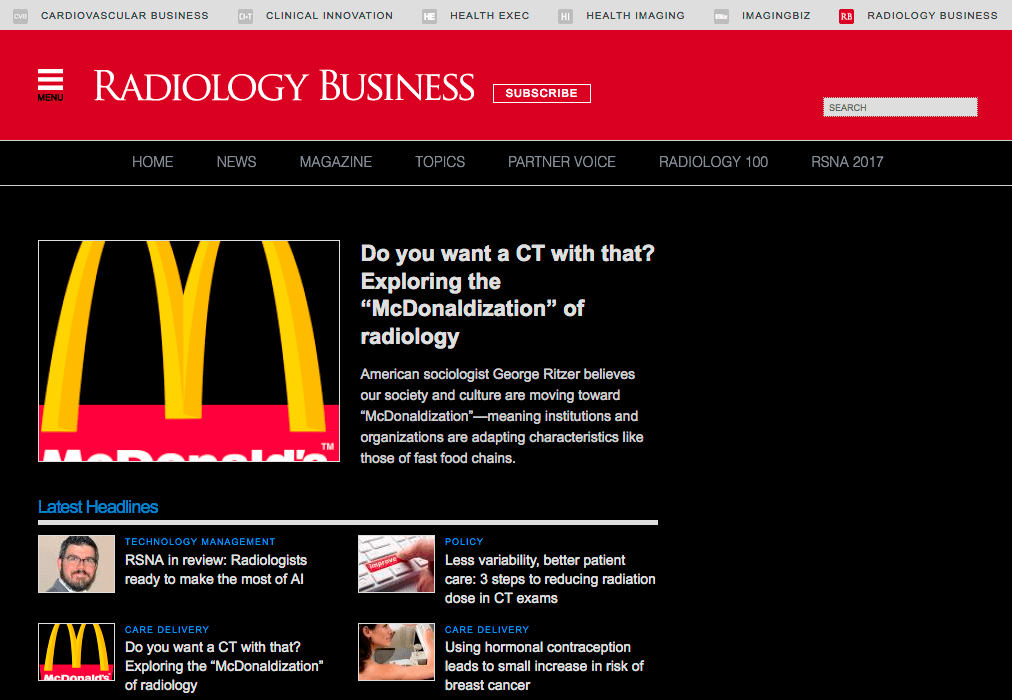 CVB CARDIOVASCULAR BUSINESS CLINICAL INNOVATION HE HEALTH EXEC HI HEALTH IMAGING IMAGINGBIZ RB RADIOLOGY BUSINESS
MENU
RADIOLOGY BUSINESS
SUBSCRIBE
SEARCH
HOME NEWS MAGAZINE TOPICS PARTNER VOICE RADIOLOGY 100 RSNA 2017
TM
McDonald's
Do you want a CT with that?
Exploring the
“McDonaldization” of
radiology
American sociologist George Ritzer believes
our society and culture are moving toward
“McDonaldization”—meaning institutions and
organizations are adapting characteristics like
those of fast food chains.
Latest Headlines
TECHNOLOGY MANAGEMENT
RSNA in review: Radiologists
ready to make the most of AI
Improve
POLICY
Less variability, better patient
care: 3 steps to reducing radiation
dose in CT exams
McDonald's
CARE DELIVERY
Do you want a CT with that?
Exploring the “McDonaldization”
of radiology
CARE DELIVERY
Using hormonal contraception
leads to small increase in risk of
breast cancer